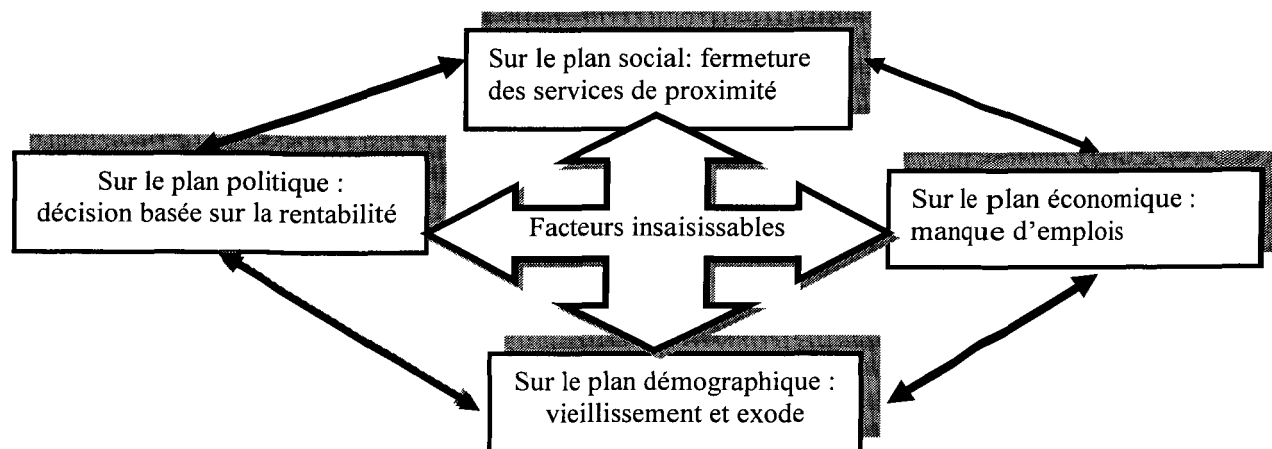 Sur le plan social: fermeture
des services de proximité
Sur le plan politique :
décision basée sur la rentabilité
Facteurs insaisissables
Sur le plan économique :
manque d'emplois
Sur le plan démographique :
vieillissement et exode